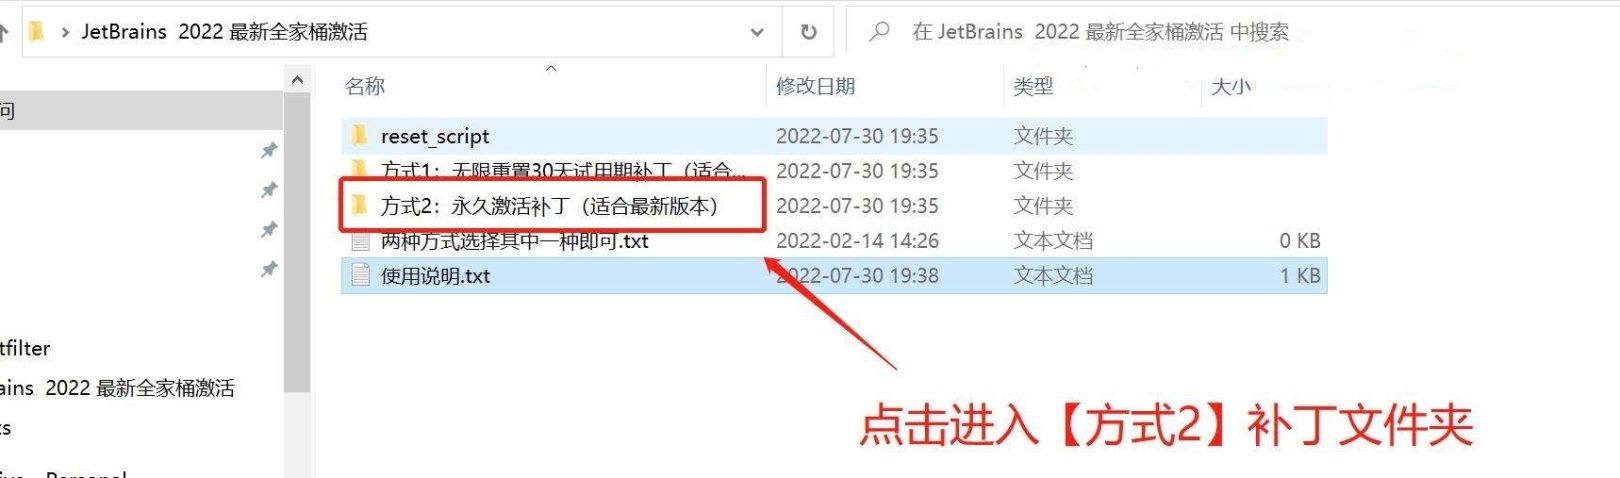 JetBrains 2022 最新全家桶激活
在 JetBrains 2022 最新全家桶激活 中搜索
名称 修改日期 类型 大小
问
reset_script 2022-07-30 19:35 文件夹
方式1：无限重置30天试用期补丁（适合... 2022-07-30 19:35 文件夹
方式2：永久激活补丁（适合最新版本） 2022-07-30 19:35 文件夹
两种方式选择其中一种即可.txt 2022-02-14 14:26 文本文档 0 KB
使用说明.txt 2022-07-30 19:38 文本文档 1 KB
tfilter
ains 2022 最新全家桶激活
ts
点击进入【方式2】补丁文件夹
Personal